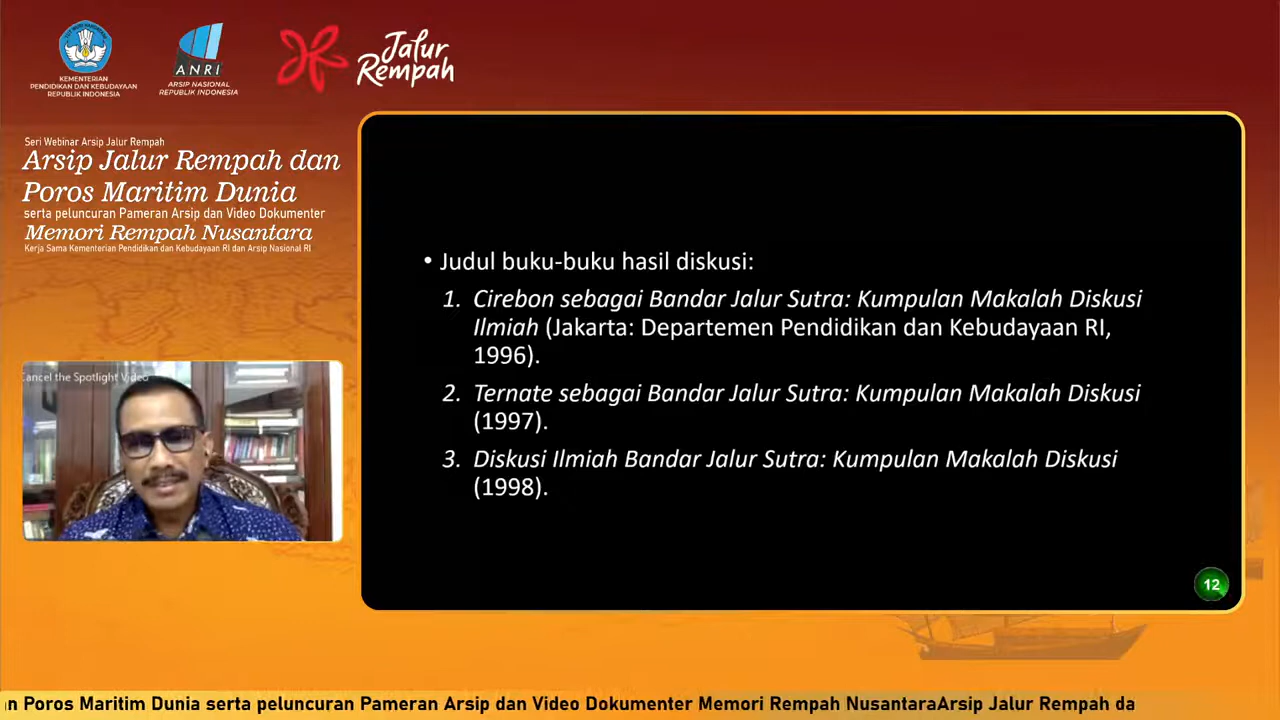 KEMENTERIAN
PENDIDIKAN DAN KEBUDAYAAN
REPUBLIK INDONESIA
ANRI
ARSIP NASIONAL
REPUBLIK INDONESIA
Jalur
Rempah
Seri Webinar Arsip Jalur Rempah
Arsip Jalur Rempah dan
Poros Maritim Dunia
serta peluncuran Pameran Arsip dan Video Dokumenter
Memori Rempah Nusantara
Kerja Sama Kementerian Pendidikan dan Kebudayaan RI dan Arsip Nasional RI
Cancel the Spotlight Video
• Judul buku-buku hasil diskusi:
1. Cirebon sebagai Bandar Jalur Sutra: Kumpulan Makalah Diskusi
Ilmiah (Jakarta: Departemen Pendidikan dan Kebudayaan RI,
1996).
2. Ternate sebagai Bandar Jalur Sutra: Kumpulan Makalah Diskusi
(1997).
3. Diskusi Ilmiah Bandar Jalur Sutra: Kumpulan Makalah Diskusi
(1998).
12
n Poros Maritim Dunia serta peluncuran Pameran Arsip dan Video Dokumenter Memori Rempah NusantaraArsip Jalur Rempah da